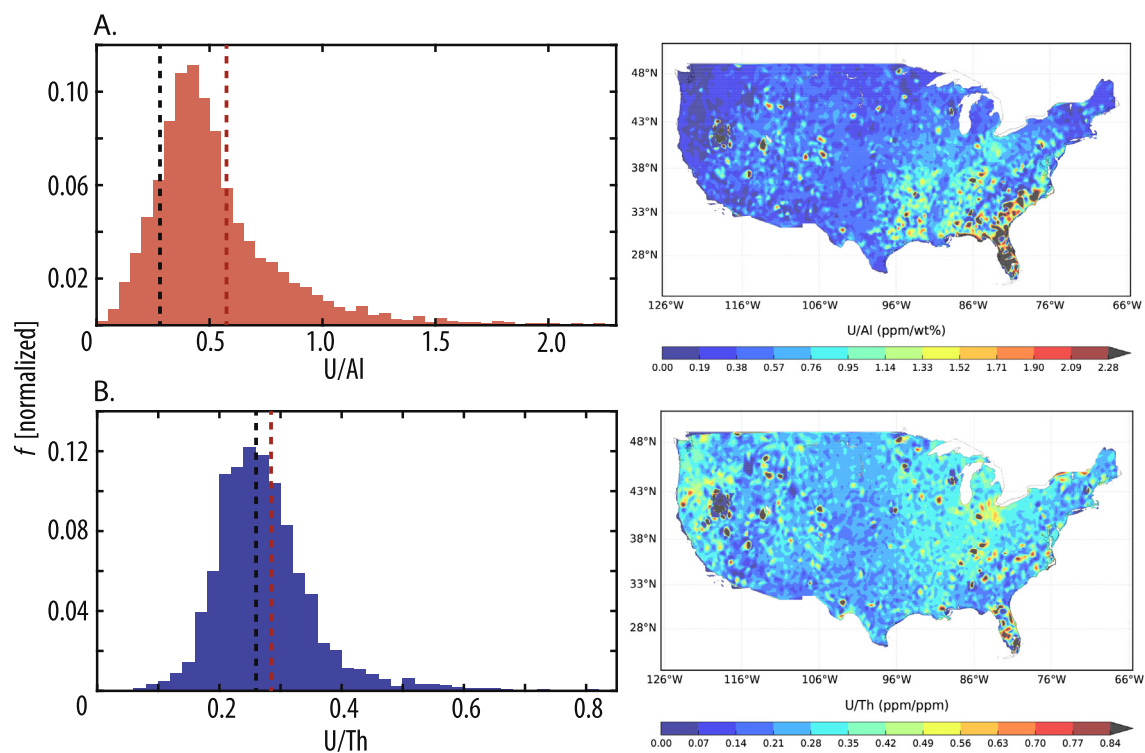 A.
0.10
0.06
0.02
0 0.5 1.0 1.5 2.0
U/Al
48°N
43°N
38°N
33°N
28°N
126°W 116°W 106°W 96°W 86°W 76°W 66°W
U/Al (ppm/wt%)
0.00 0.19 0.38 0.57 0.76 0.95 1.14 1.33 1.52 1.71 1.90 2.09 2.28
f [normalized]
B.
0.12
0.08
0.04
0 0.2 0.4 0.6 0.8
U/Th
48°N
43°N
38°N
33°N
28°N
126°W 116°W 106°W 96°W 86°W 76°W 66°W
U/Th (ppm/ppm)
0.00 0.07 0.14 0.21 0.28 0.35 0.42 0.49 0.56 0.63 0.70 0.77 0.84